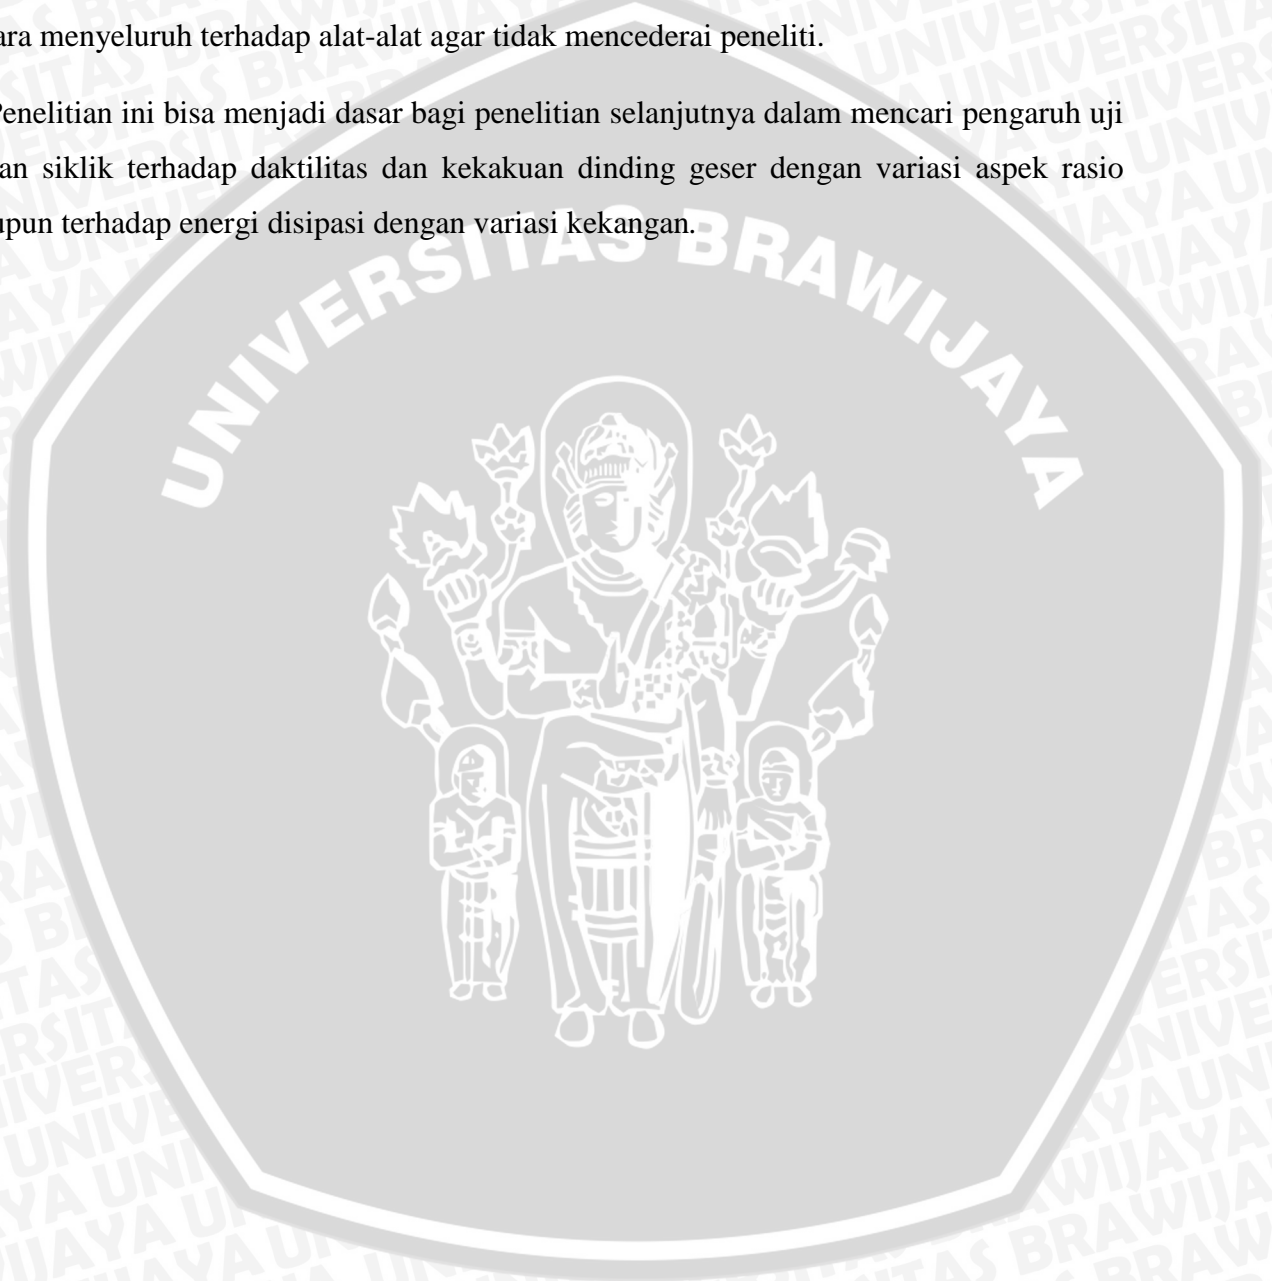 ara menyeluruh terhadap alat-alat agar tidak mencederai peneliti.
Penelitian ini bisa menjadi dasar bagi penelitian selanjutnya dalam mencari pengaruh uji
an siklik terhadap daktilitas dan kekakuan dinding geser dengan variasi aspek rasio
upun terhadap energi disipasi dengan variasi kekangan.
UNIVERSITAS BRAWIJAYA